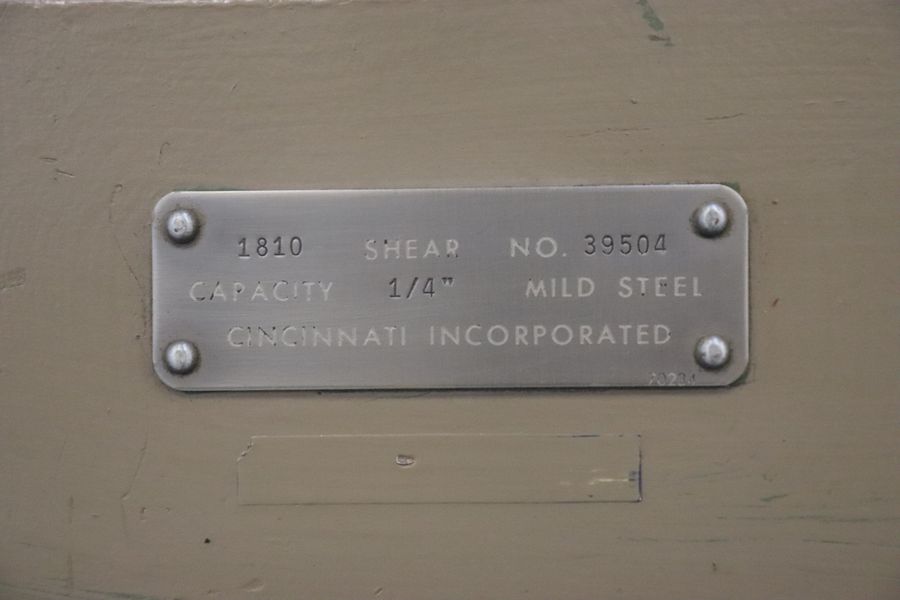 1810 SHEAR NO. 39504
CAPACITY 1/4" MILD STEEL
CINCINNATI INCORPORATED